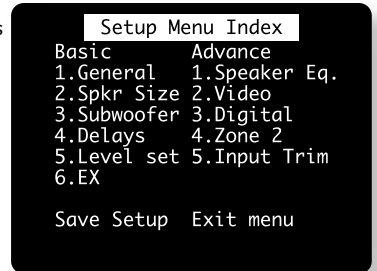 s
Setup Menu Index
Basic Advance
1.General 1.Speaker Eq.
2.Spkr Size 2.Video
3.Subwoofer 3.Digital
4.Delays 4.Zone 2
5.Level set 5.Input Trim
6.EX
Save Setup Exit menu